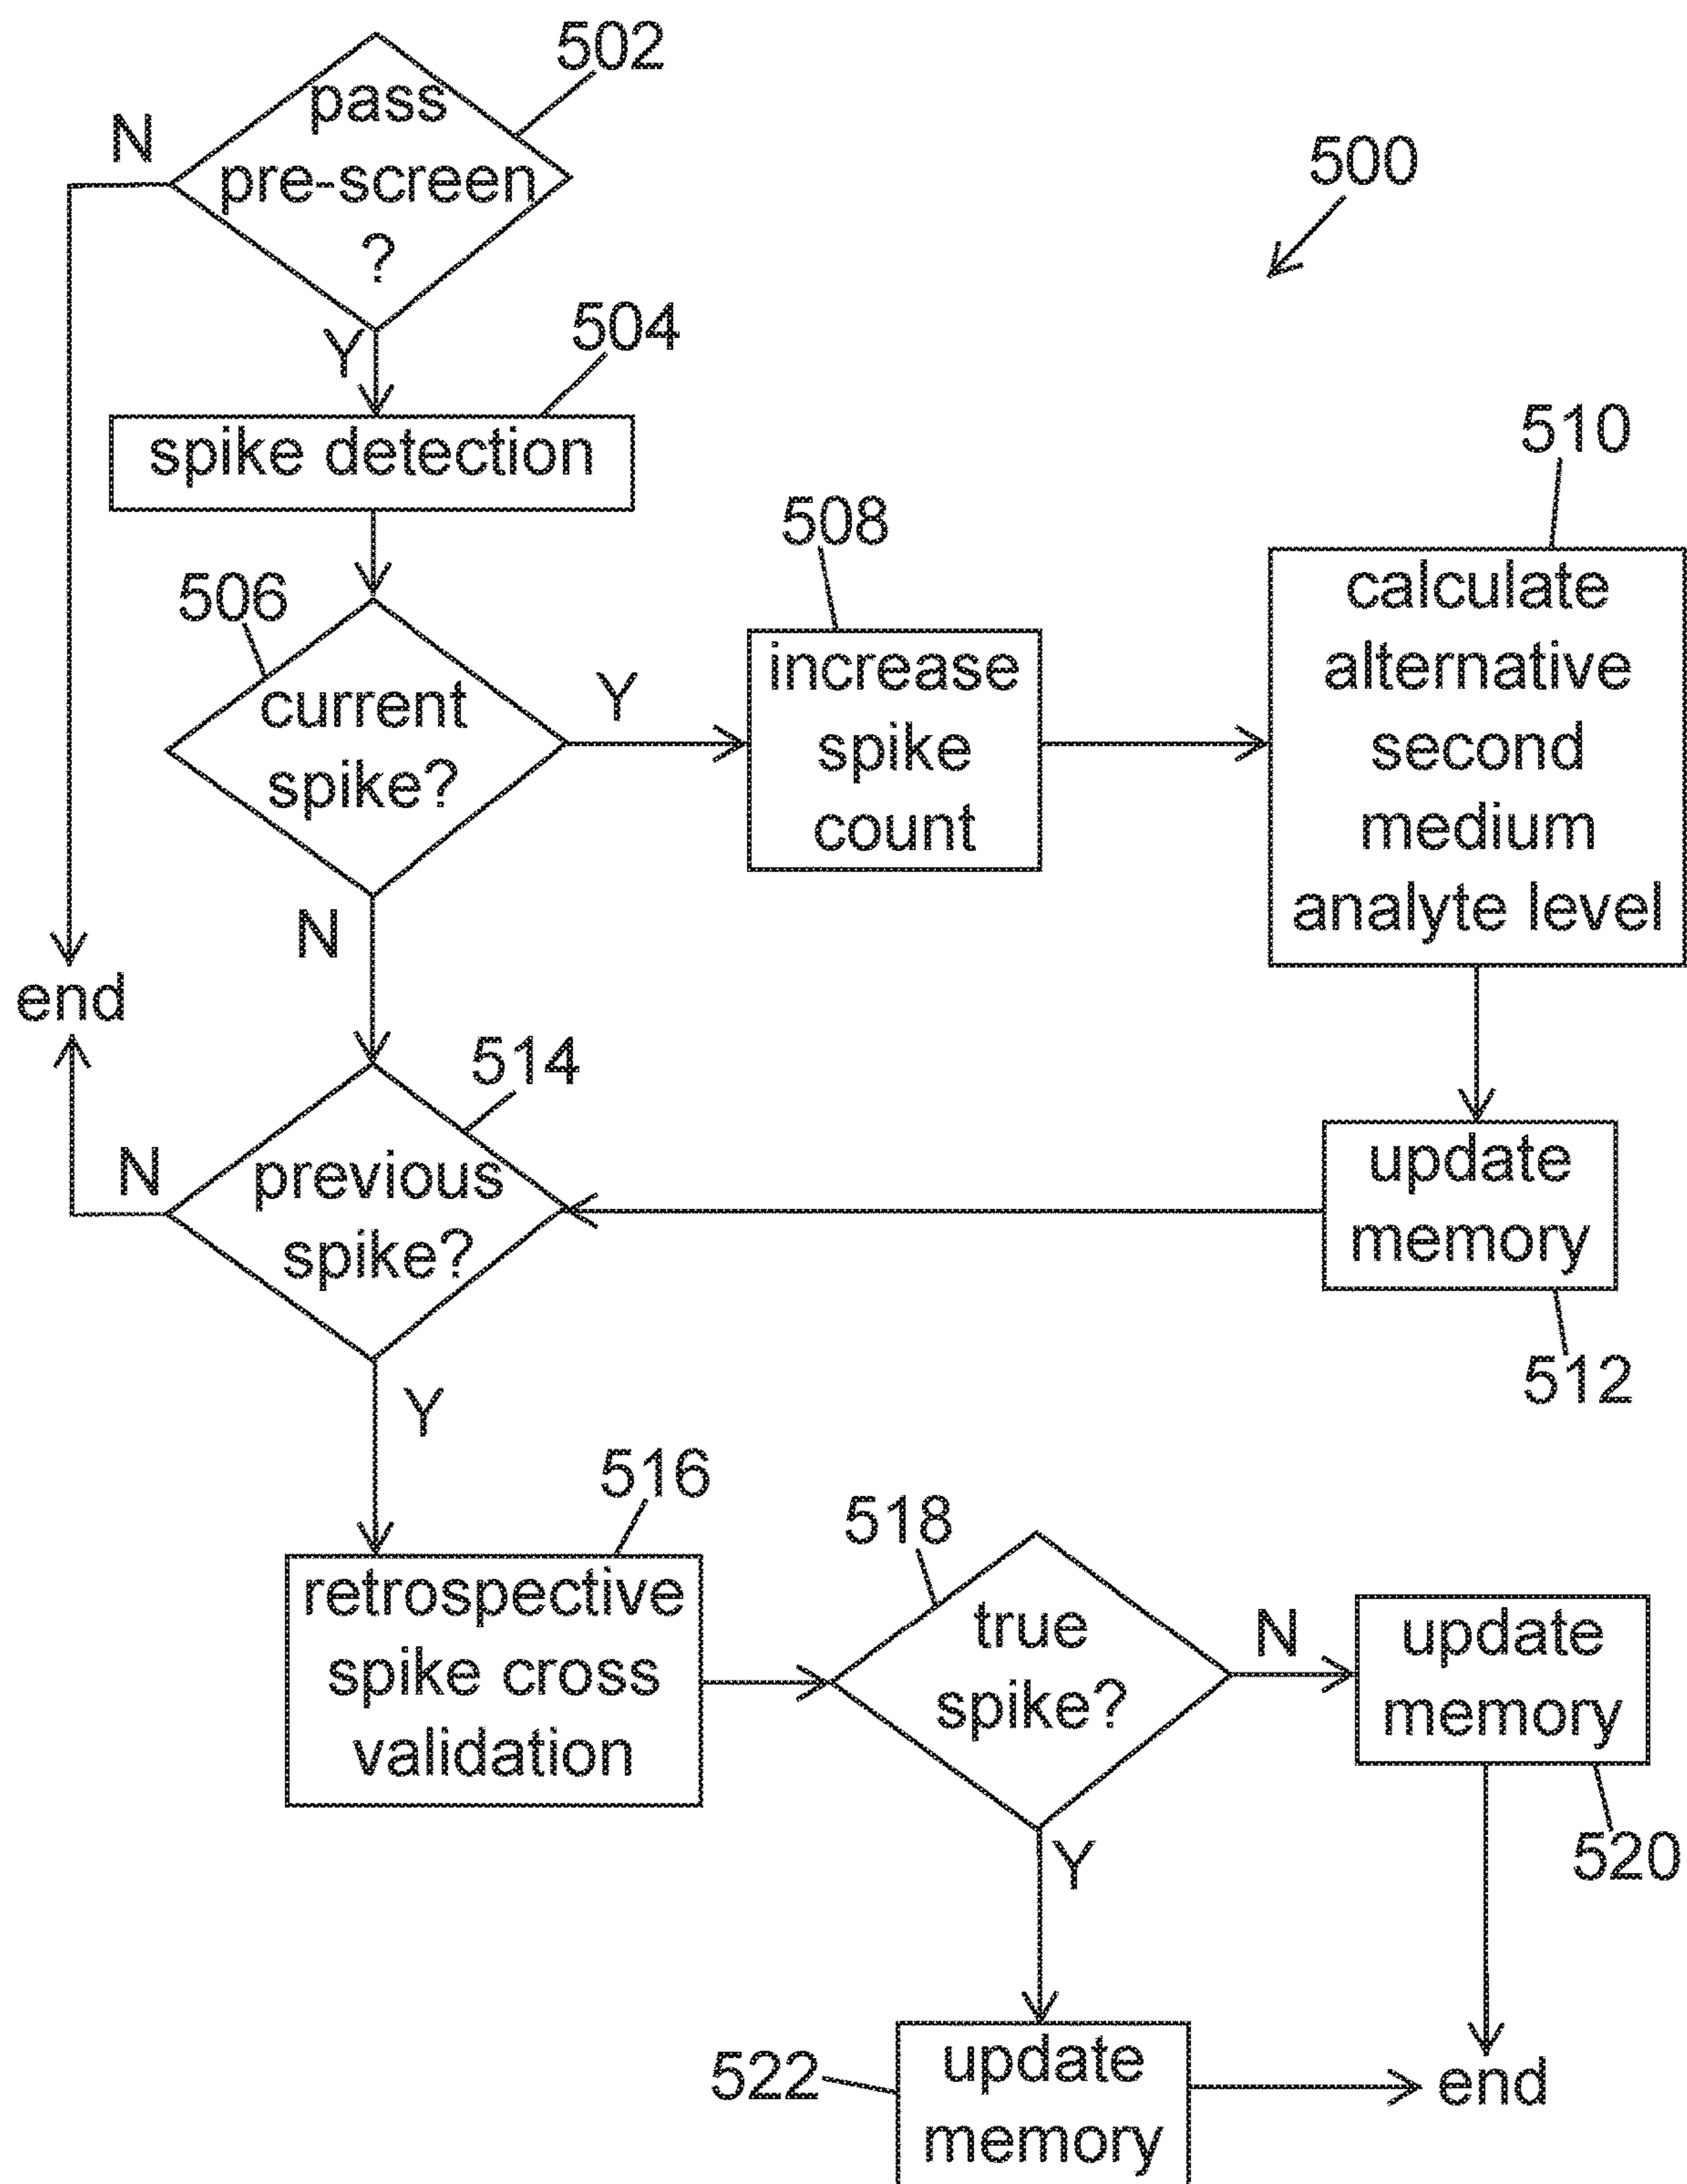 502
pass
pre-screen
?
N
Y
500
504
spike detection
506
current
spike?
Y
N
508
increase
spike
count
510
calculate
alternative
second
medium
analyte level
end
514
previous
spike?
N
Y
update
memory
512
516
retrospective
spike cross
validation
518
true
spike?
N
Y
update
memory
520
522
update
memory
end